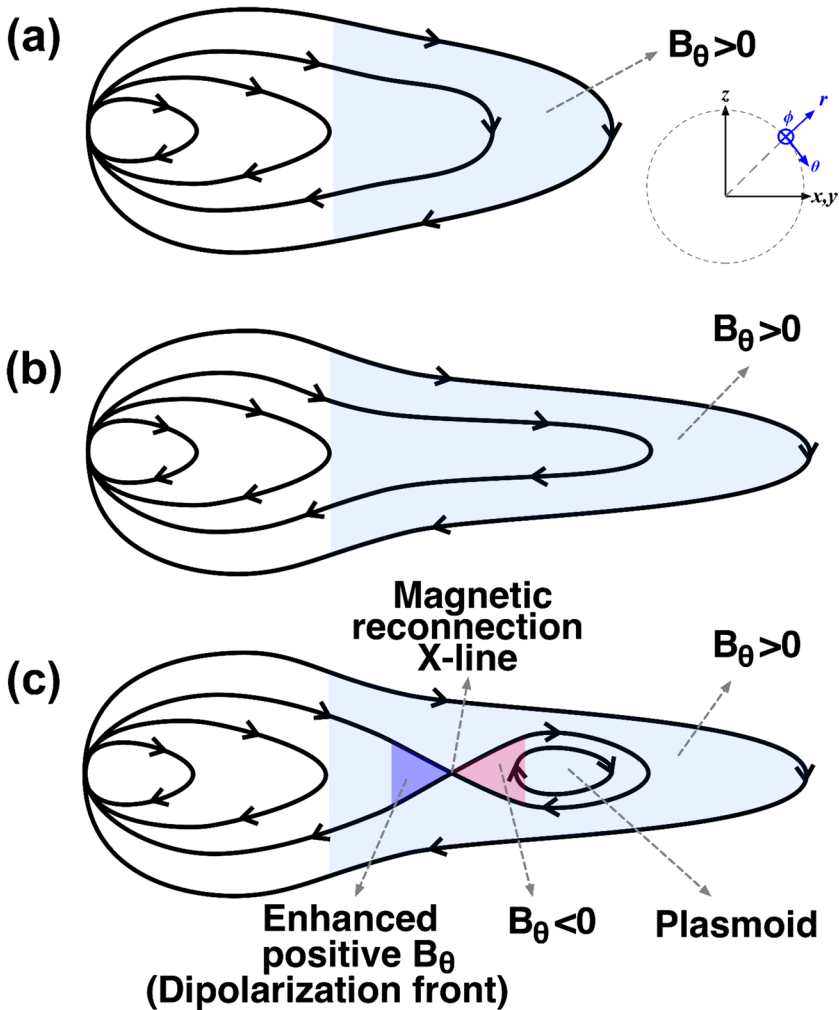 (a)
Bθ>0
z
ϕ
r
θ
x,y
(b)
Bθ>0
Magnetic
reconnection
X-line
(c)
Bθ>0
Enhanced
positive Bθ
(Dipolarization front)
Bθ<0
Plasmoid